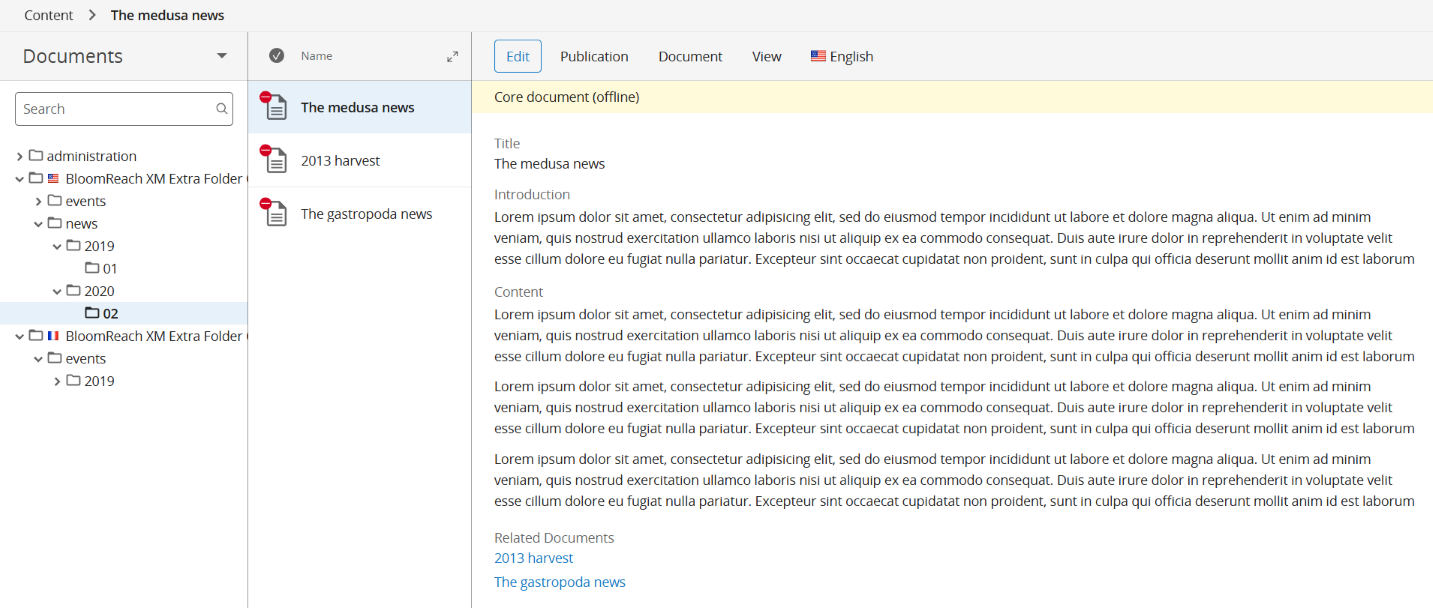 Content > The medusa news
Documents
Search
administration
BloomReach XM Extra Folder
events
news
2019
01
2020
02
BloomReach XM Extra Folder
events
2019
Name
The medusa news
2013 harvest
The gastropoda news
Edit Publication Document View English
Core document (offline)
Title
The medusa news
Introduction
Lorem ipsum dolor sit amet, consectetur adipisicing elit, sed do eiusmod tempor incididunt ut labore et dolore magna aliqua. Ut enim ad minim
veniam, quis nostrud exercitation ullamco laboris nisi ut aliquip ex ea commodo consequat. Duis aute irure dolor in reprehenderit in voluptate velit
esse cillum dolore eu fugiat nulla pariatur. Excepteur sint occaecat cupidatat non proident, sunt in culpa qui officia deserunt mollit anim id est laborum
Content
Lorem ipsum dolor sit amet, consectetur adipisicing elit, sed do eiusmod tempor incididunt ut labore et dolore magna aliqua. Ut enim ad minim
veniam, quis nostrud exercitation ullamco laboris nisi ut aliquip ex ea commodo consequat. Duis aute irure dolor in reprehenderit in voluptate velit
esse cillum dolore eu fugiat nulla pariatur. Excepteur sint occaecat cupidatat non proident, sunt in culpa qui officia deserunt mollit anim id est laborum
Lorem ipsum dolor sit amet, consectetur adipisicing elit, sed do eiusmod tempor incididunt ut labore et dolore magna aliqua. Ut enim ad minim
veniam, quis nostrud exercitation ullamco laboris nisi ut aliquip ex ea commodo consequat. Duis aute irure dolor in reprehenderit in voluptate velit
esse cillum dolore eu fugiat nulla pariatur. Excepteur sint occaecat cupidatat non proident, sunt in culpa qui officia deserunt mollit anim id est laborum
Lorem ipsum dolor sit amet, consectetur adipisicing elit, sed do eiusmod tempor incididunt ut labore et dolore magna aliqua. Ut enim ad minim
veniam, quis nostrud exercitation ullamco laboris nisi ut aliquip ex ea commodo consequat. Duis aute irure dolor in reprehenderit in voluptate velit
esse cillum dolore eu fugiat nulla pariatur. Excepteur sint occaecat cupidatat non proident, sunt in culpa qui officia deserunt mollit anim id est laborum
Related Documents
2013 harvest
The gastropoda news